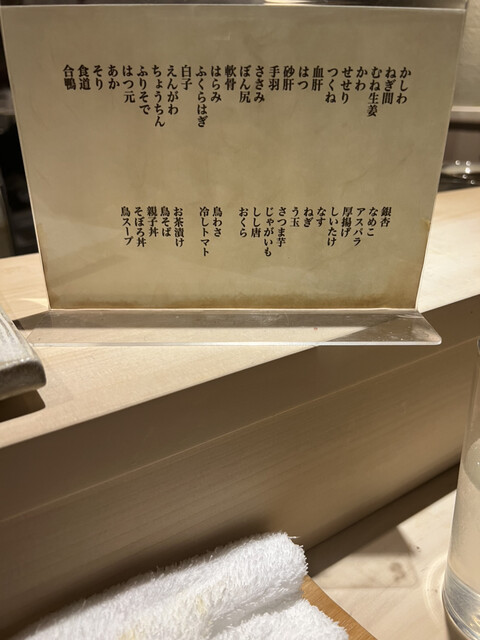 かしわ
ねぎ間
むね生姜
かわ
せせり
つくね
血肝
はつ
砂肝
手羽
ささみ
ぼん尻
軟骨
はらみ
ふくらはぎ
白子
えんがわ
ちょうちん
ふりそで
はつ元
あか
そり
食道
合鴨
銀杏
なめこ
アスパラ
厚揚げ
しいたけ
なす
ねぎ
う玉
さつま芋
じゃがいも
しし唐
おくら
鳥わさ
冷しトマト
お茶漬け
鳥そば
親子丼
そぼろ丼
鳥スープ